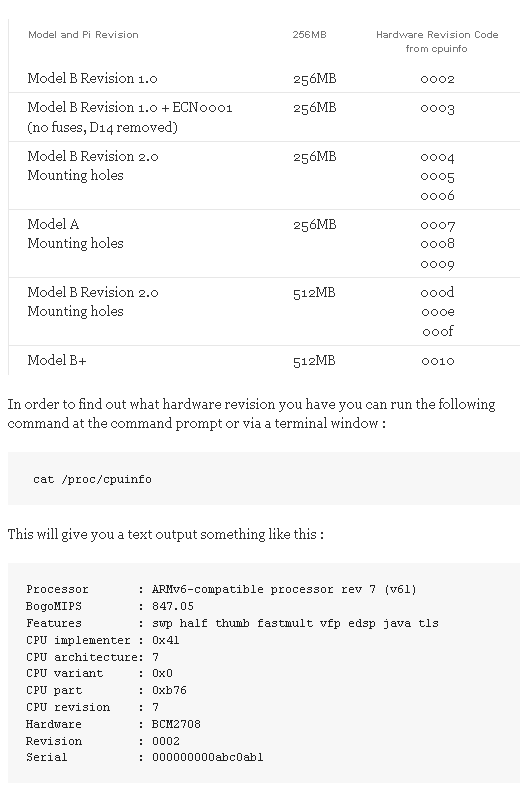 Model and Pi Revision 256MB Hardware Revision Code
from cpuinfo
Model B Revision 1.0 256MB 0002
Model B Revision 1.0 + ECN0001 256MB 0003
(no fuses, D14 removed)
Model B Revision 2.0 256MB 0004
Mounting holes 0005
0006
Model A 256MB 0007
Mounting holes 0008
0009
Model B Revision 2.0 512MB 000d
Mounting holes 000e
000f
Model B+ 512MB 0010
In order to find out what hardware revision you have you can run the following
command at the command prompt or via a terminal window :
cat /proc/cpuinfo
This will give you a text output something like this :
Processor : ARMv6-compatible processor rev 7 (v6l)
BogoMIPS : 847.05
Features : swp half thumb fastmult vfp edsp java tls
CPU implementer : 0x41
CPU architecture: 7
CPU variant : 0x0
CPU part : 0xb76
CPU revision : 7
Hardware : BCM2708
Revision : 0002
Serial : 000000000abc0ab1